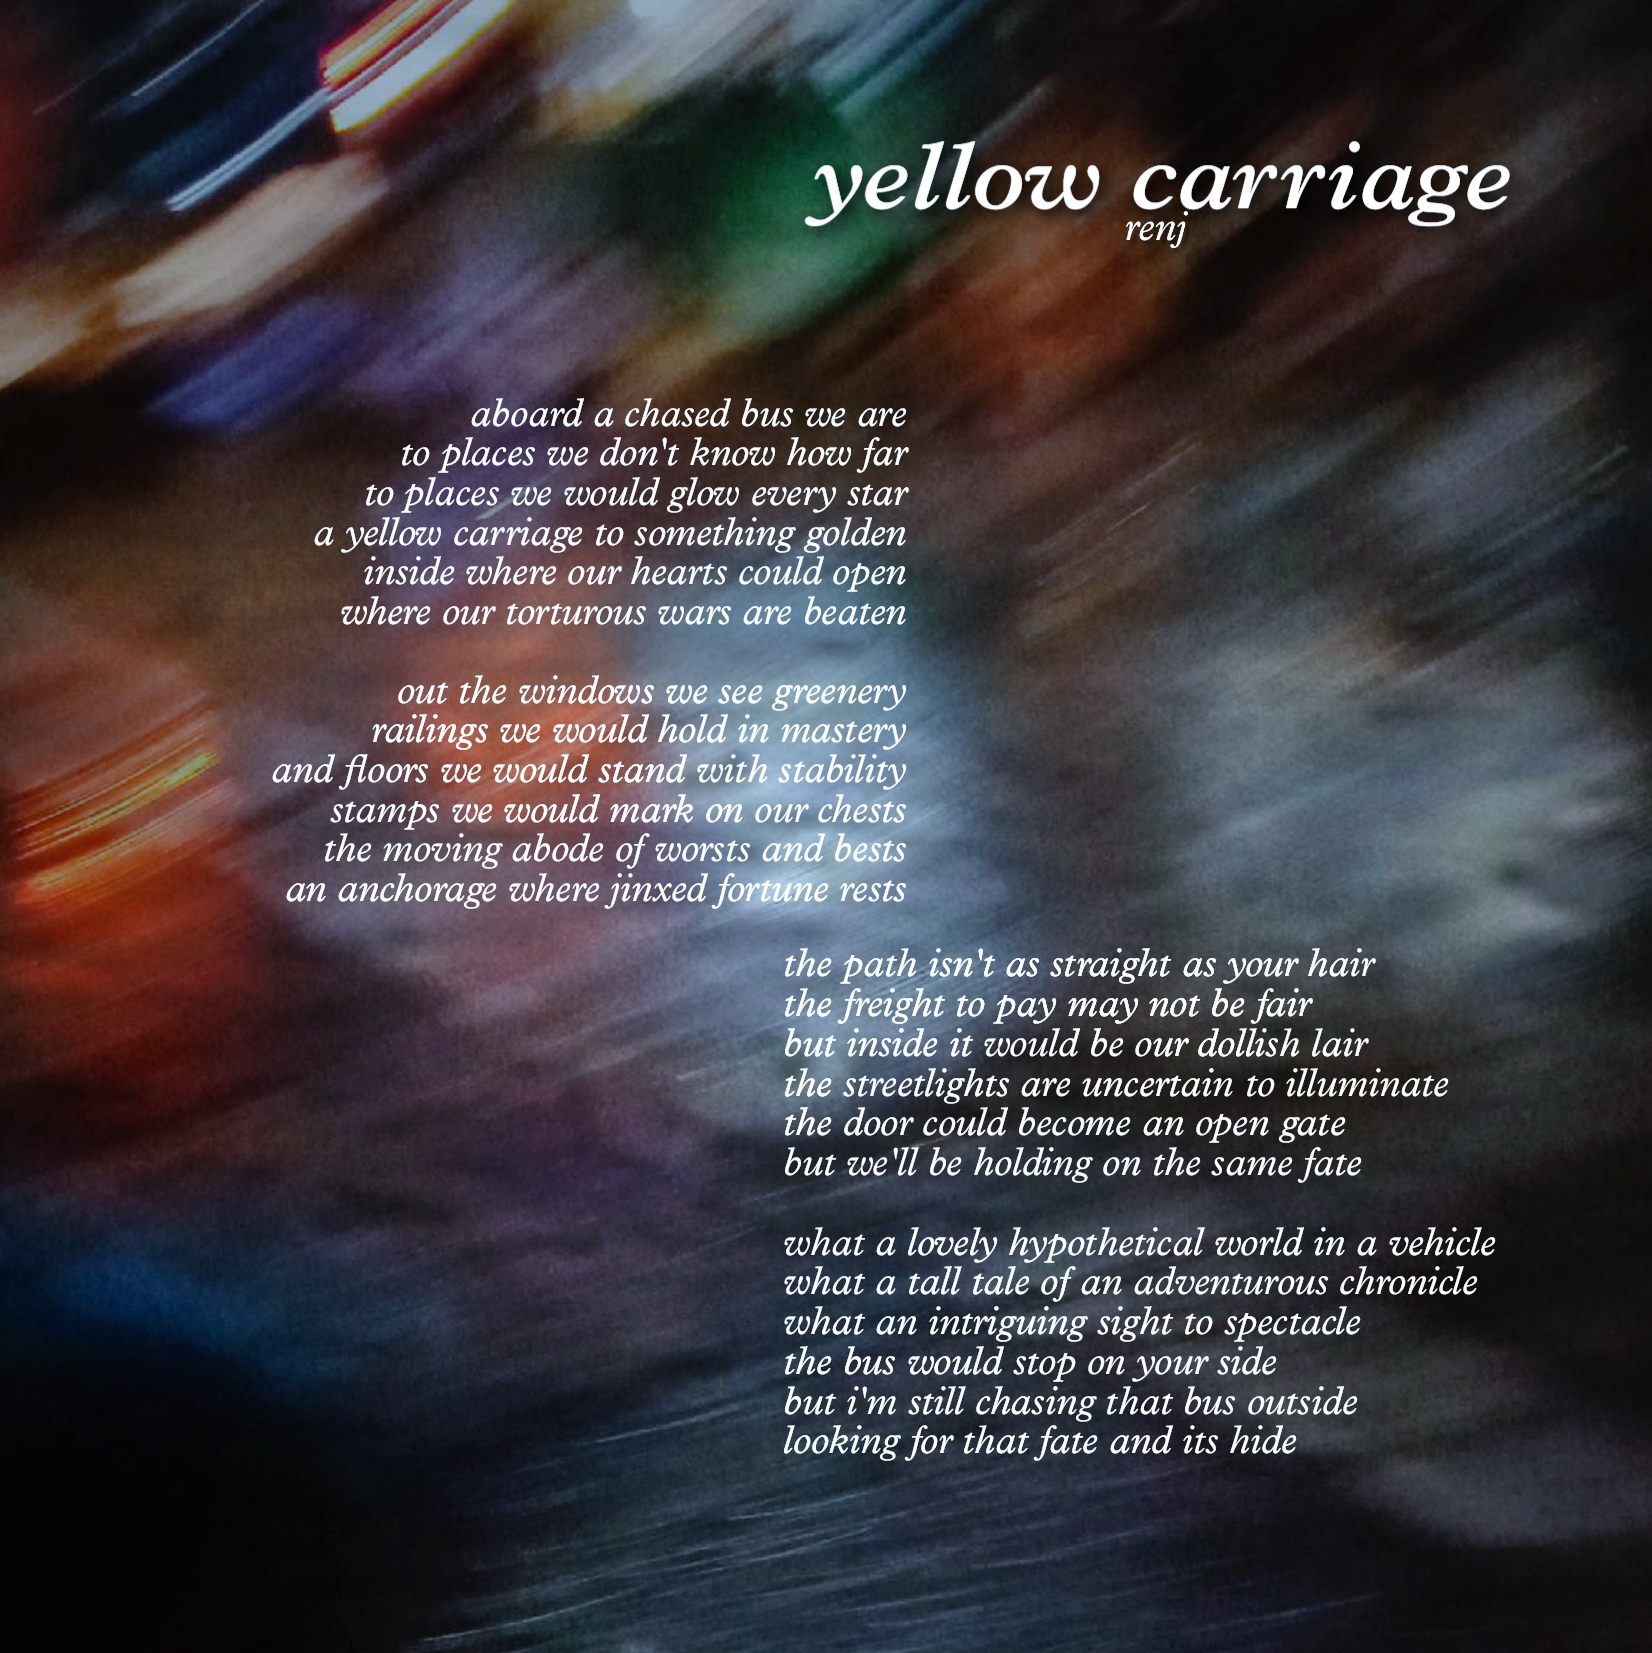 yellow carriage
renj
aboard a chased bus we are
to places we don't know how far
to places we would glow every star
a yellow carriage to something golden
inside where our hearts could open
where our torturous wars are beaten
out the windows we see greenery
railings we would hold in mastery
and floors we would stand with stability
stamps we would mark on our chests
the moving abode of worsts and bests
an anchorage where jinxed fortune rests
the path isn't as straight as your hair
the freight to pay may not be fair
but inside it would be our dollish lair
the streetlights are uncertain to illuminate
the door could become an open gate
but we'll be holding on the same fate
what a lovely hypothetical world in a vehicle
what a tall tale of an adventurous chronicle
what an intriguing sight to spectacle
the bus would stop on your side
but i'm still chasing that bus outside
looking for that fate and its hide